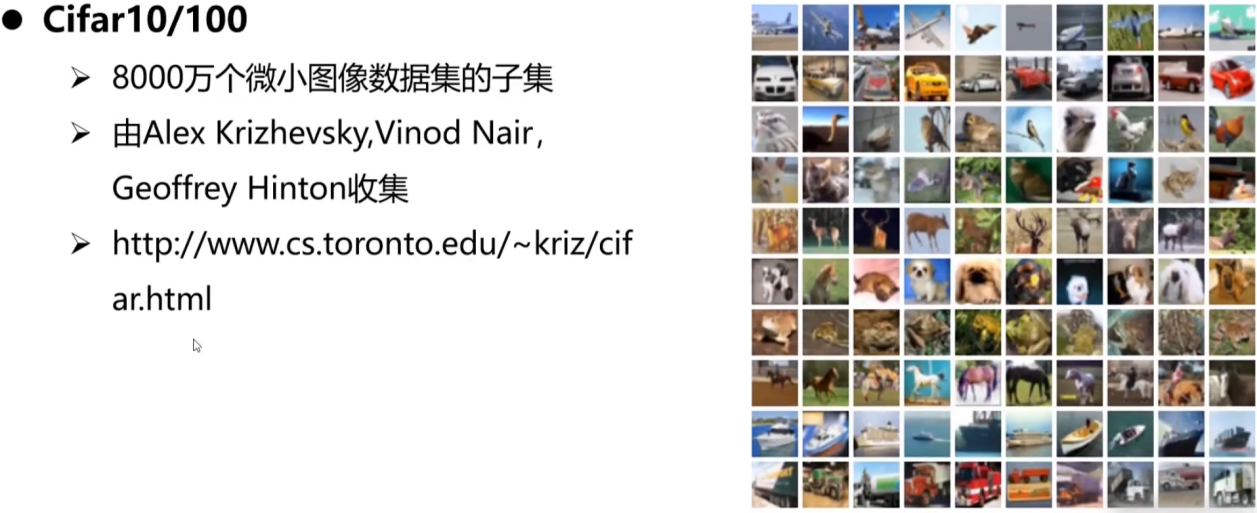 ● Cifar10/100
➢ 8000万个微小图像数据集的子集
➢ 由Alex Krizhevsky,Vinod Nair，
Geoffrey Hinton收集
➢ http://www.cs.toronto.edu/~kriz/cif
ar.html